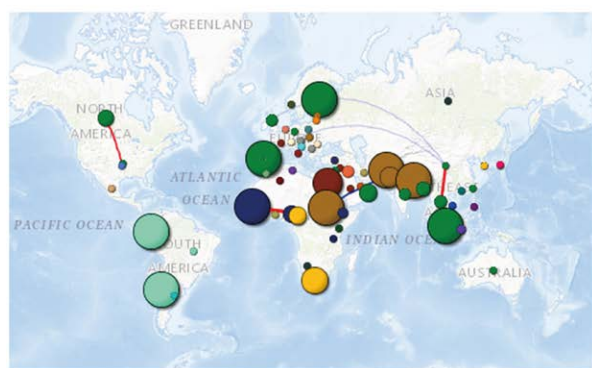 GREENLAND
NORTH
AMERICA
ASIA
ATLANTIC
OCEAN
PACIFIC OCEAN
INDIAN OCE
SOUTH
AMERICA
AUSTRALIA